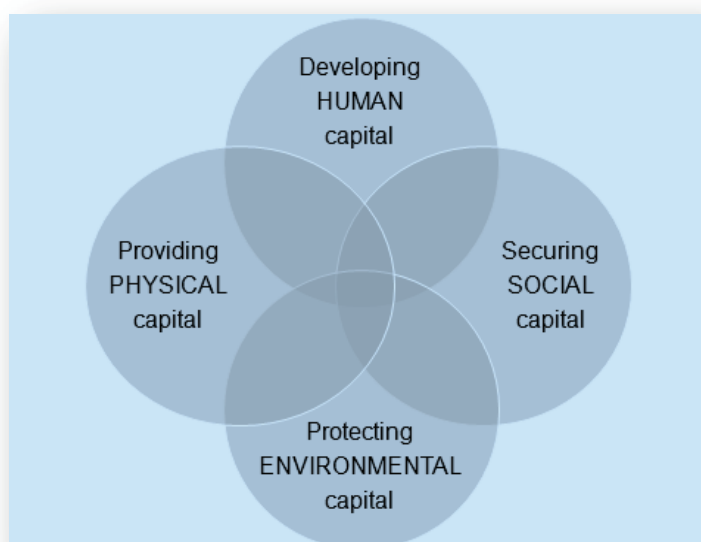 Developing
HUMAN
capital
Providing
PHYSICAL
capital
Securing
SOCIAL
capital
Protecting
ENVIRONMENTAL
capital